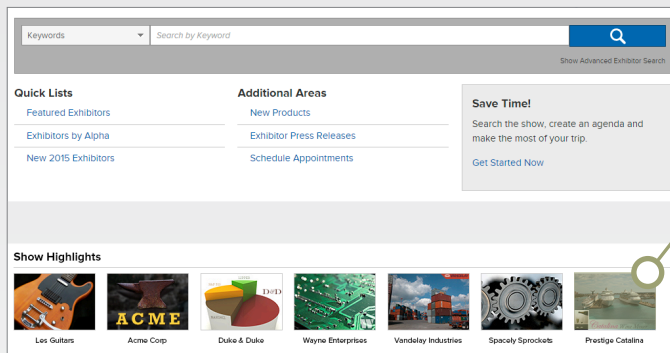 Keywords
Search by Keyword
Show Advanced Exhibitor Search
Quick Lists
Featured Exhibitors
Exhibitors by Alpha
New 2015 Exhibitors
Additional Areas
New Products
Exhibitor Press Releases
Schedule Appointments
Save Time!
Search the show, create an agenda and
make the most of your trip.
Get Started Now
Show Highlights
ACME
D&D
Les Guitars
Acme Corp
Duke & Duke
Wayne Enterprises
Vandelay Industries
Spacely Sprockets
Prestige Catalina